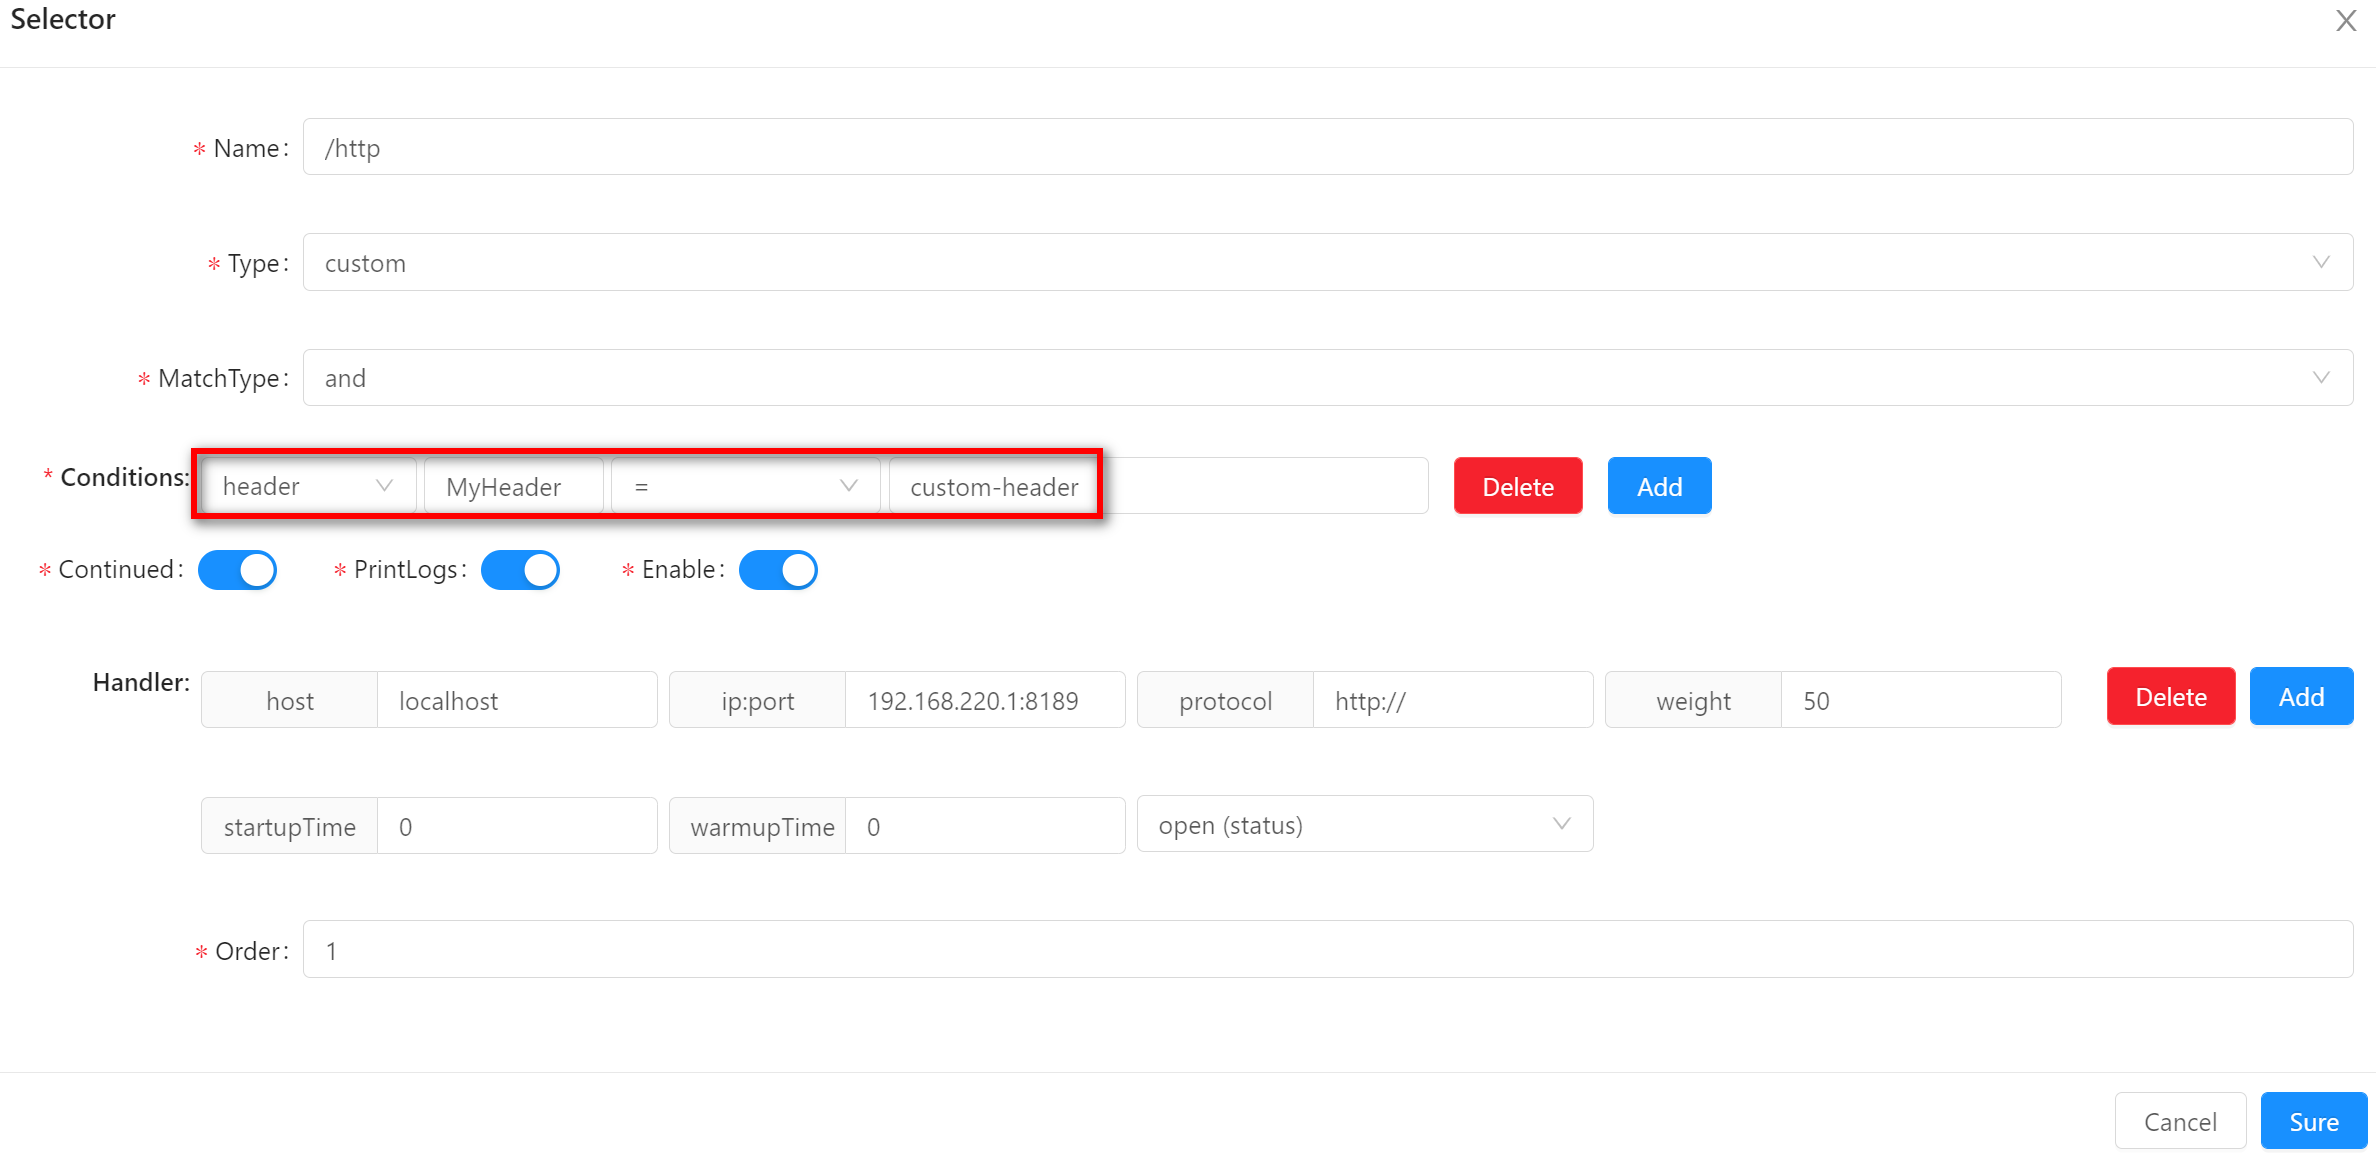 Selector
* Name: /http
* Type: custom
* MatchType: and
* Conditions: header MyHeader = custom-header Delete Add
* Continued: * PrintLogs: * Enable:
Handler: host localhost ip:port 192.168.220.1:8189 protocol http:// weight 50 Delete Add
startupTime 0 warmupTime 0 open (status)
* Order: 1
Cancel Sure